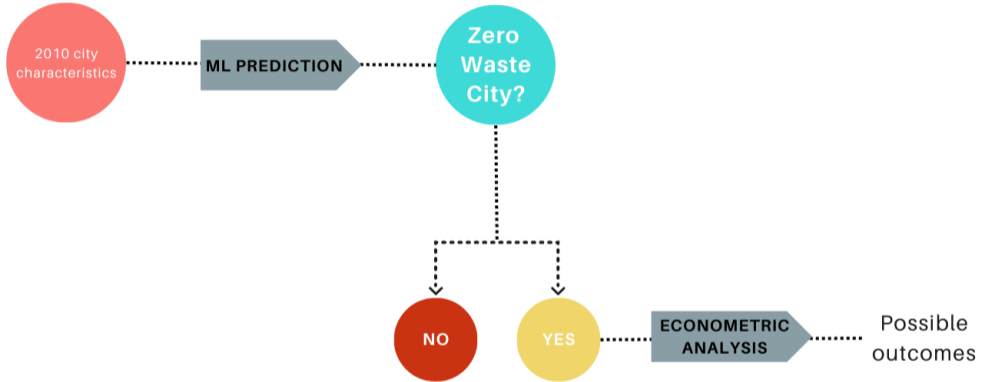 2010 city
characteristics
ML PREDICTION
Zero
Waste
City?
NO
YES
ECONOMETRIC
ANALYSIS
Possible
outcomes